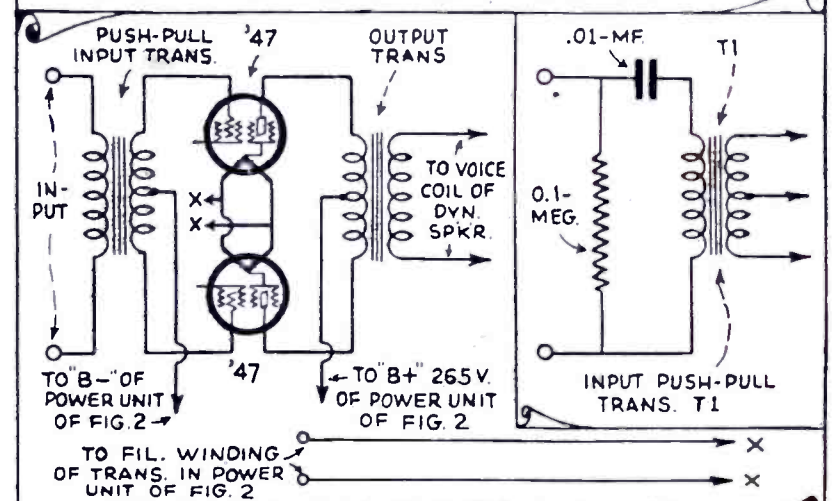 PUSH-PULL
INPUT TRANS.
'47
OUTPUT
TRANS
IN-
PUT
X
X
TO VOICE
COIL OF
DYN.
SPKR.
'47
TO "B-" OF
POWER UNIT
OF FIG. 2
TO "B+" 265 V.
OF POWER UNIT
OF FIG. 2
.01-MF.
T1
0.1-
MEG.
INPUT PUSH-PULL
TRANS. T1
TO FIL. WINDING
OF TRANS. IN POWER
UNIT OF FIG. 2
X
X